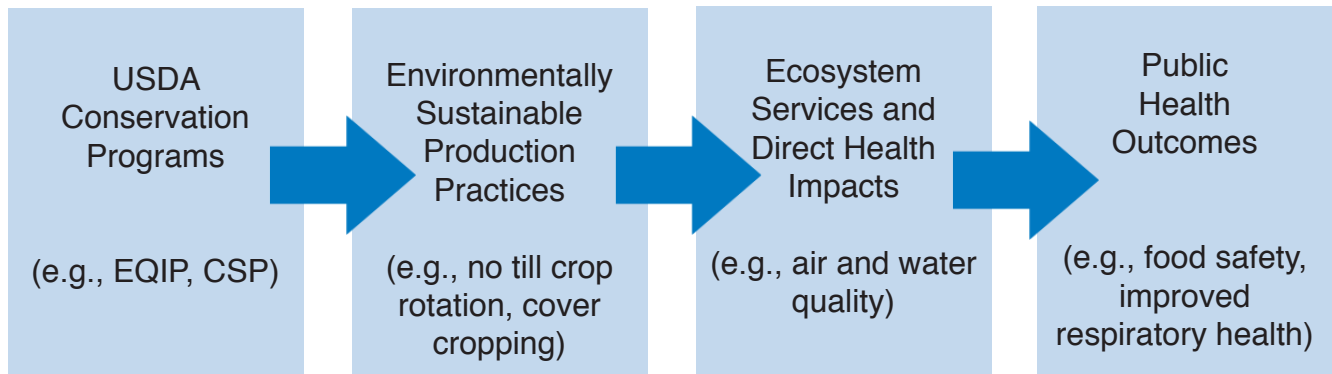 USDA
Conservation
Programs
(e.g., EQIP, CSP)
Environmentally
Sustainable
Production
Practices
(e.g., no till crop
rotation, cover
cropping)
Ecosystem
Services and
Direct Health
Impacts
(e.g., air and water
quality)
Public
Health
Outcomes
(e.g., food safety,
improved
respiratory health)